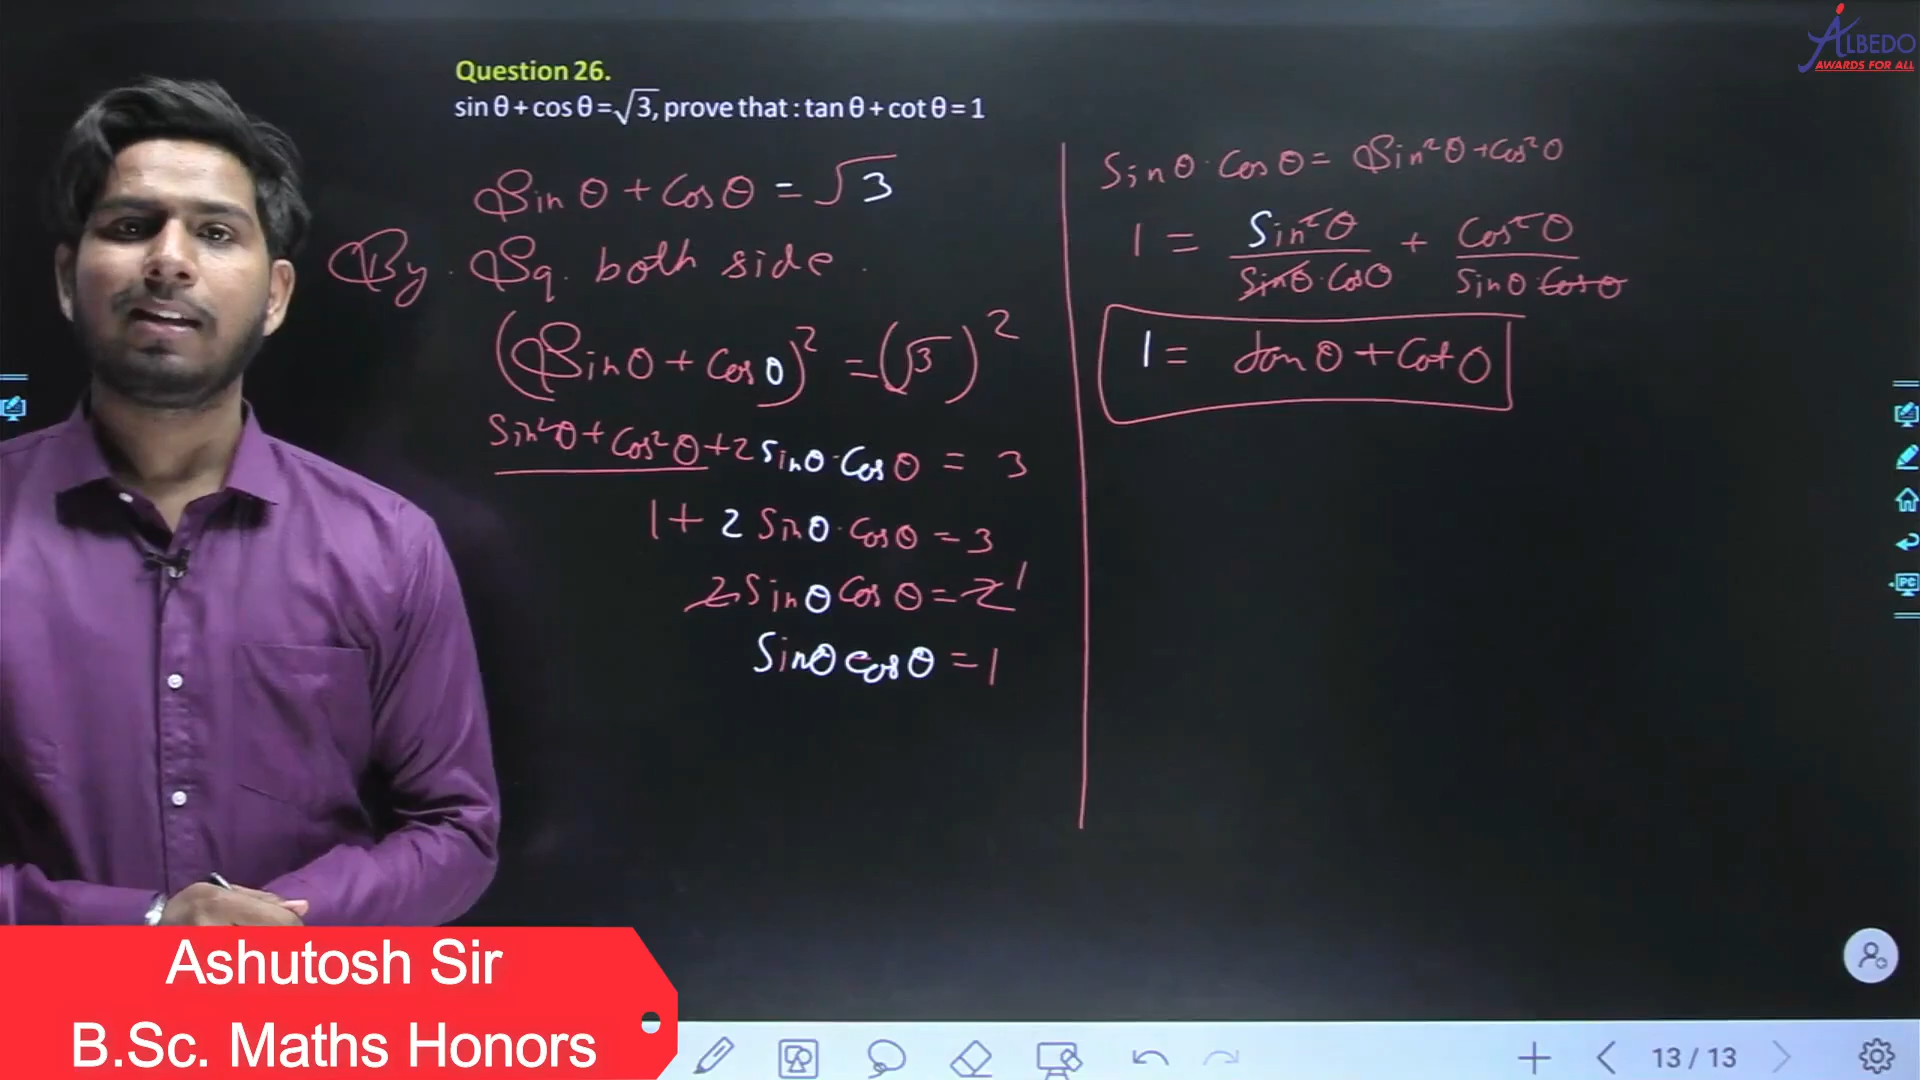 ALBEDO
AWARDS FOR ALL
Question 26.
sin θ + cos θ = √3, prove that : tan θ + cot θ = 1
Sin θ + Cos θ = √3
By. Sq. both side.
(Sin θ + Cos θ)² = (√3)²
Sin²θ + Cos²θ + 2 Sin θ · Cos θ = 3
1 + 2 Sin θ · Cos θ = 3
2 Sin θ Cos θ = 2 1
Sin θ Cos θ = 1
Sin θ · Cos θ = Sin²θ + Cos²θ
1 = Sin²θ / Sin θ · Cos θ + Cos²θ / Sin θ · Cos θ
1 = tan θ + Cot θ
Ashutosh Sir
B.Sc. Maths Honors
PC
13 / 13